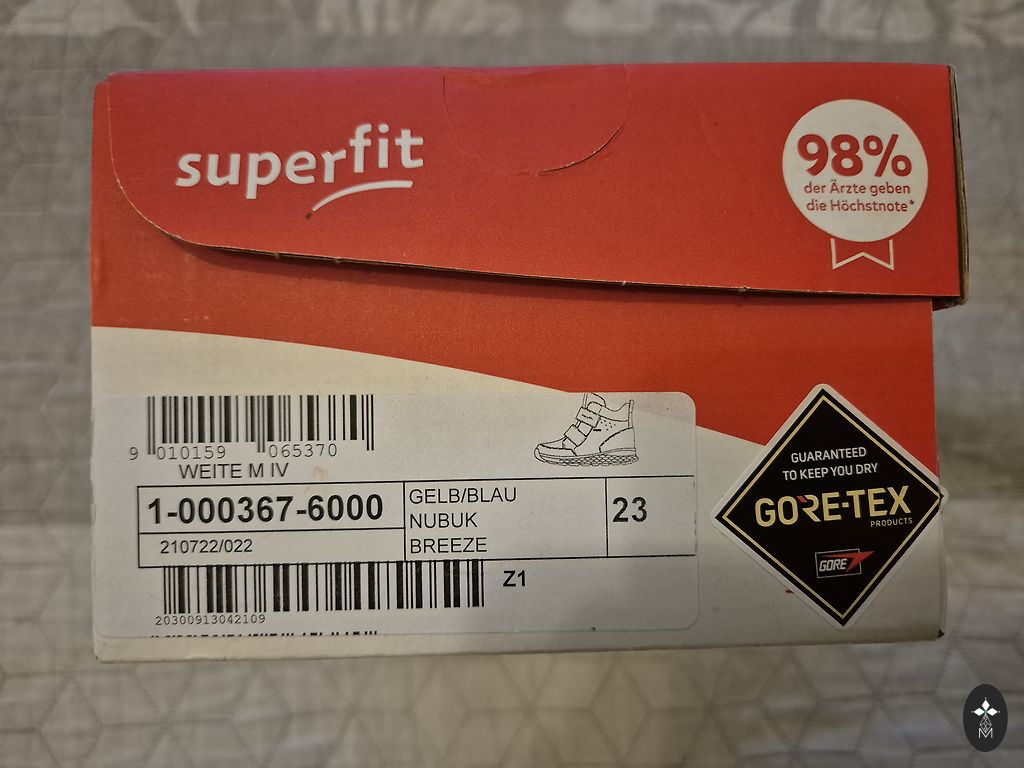 superfit
98%
der Ärzte geben
die Höchstnote*
9 010159 065370
WEITE M IV
1-000367-6000
210722/022
GELB/BLAU
NUBUK
BREEZE
23
Z1
20300913042109
GUARANTEED
TO KEEP YOU DRY
GORE-TEX
PRODUCTS
GORE
M